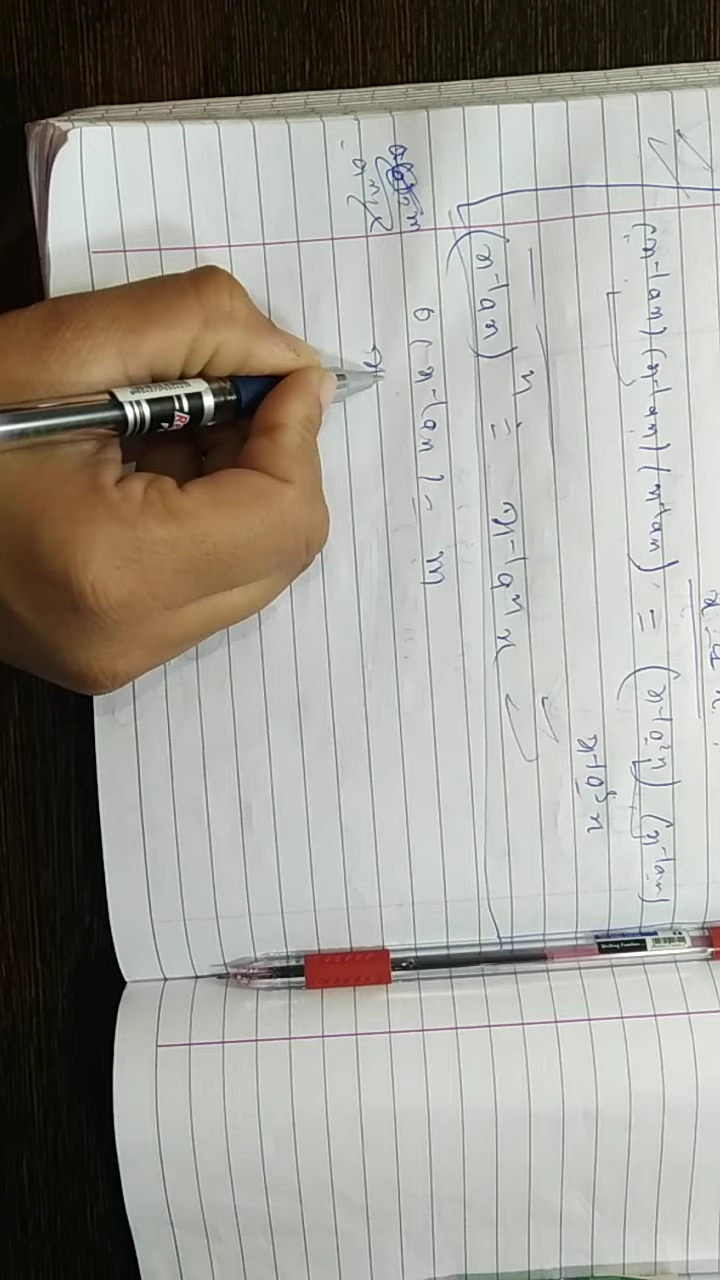 (x⁻¹ax)(x⁻¹ax)(x⁻¹ax) = (x⁻¹a²x)(x⁻¹ax)
x⁻¹a³x
(x⁻¹ax)ⁿ = x⁻¹aⁿx
o(x⁻¹ax) = m